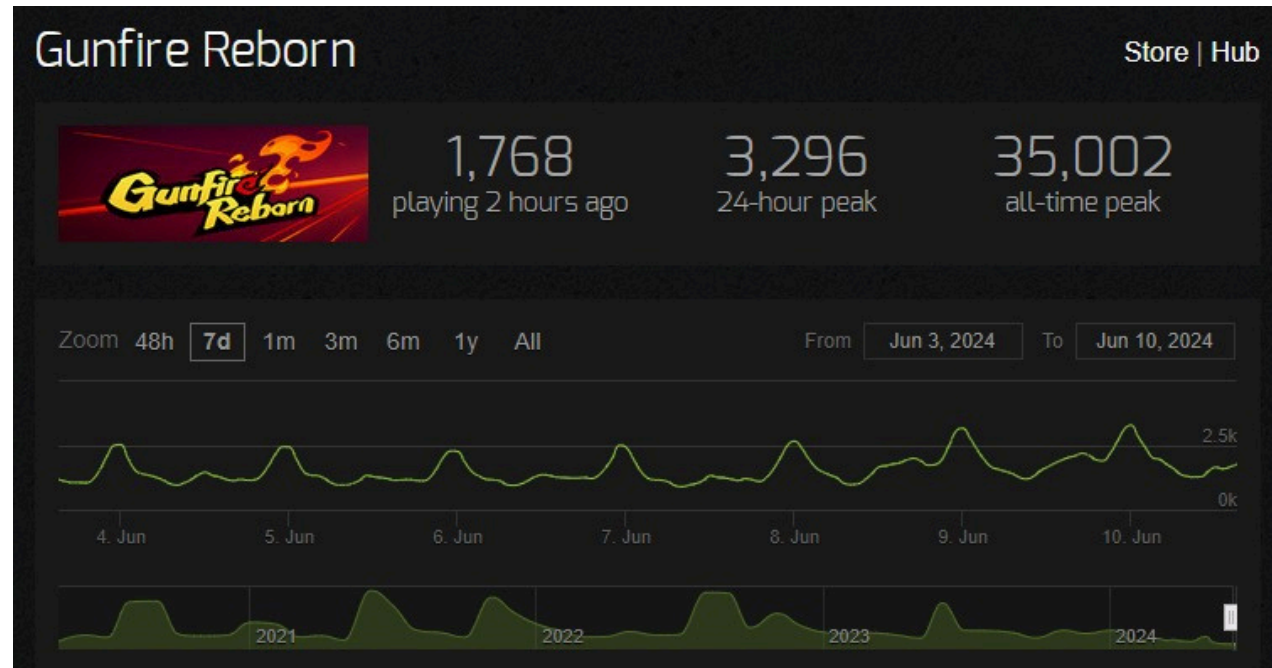 Gunfire Reborn
Store | Hub
Gunfire
Reborn
1,768
playing 2 hours ago
3,296
24-hour peak
35,002
all-time peak
Zoom 48h 7d 1m 3m 6m 1y All
From Jun 3, 2024 To Jun 10, 2024
2.5k
0k
4. Jun 5. Jun 6. Jun 7. Jun 8. Jun 9. Jun 10. Jun
2021 2022 2023 2024